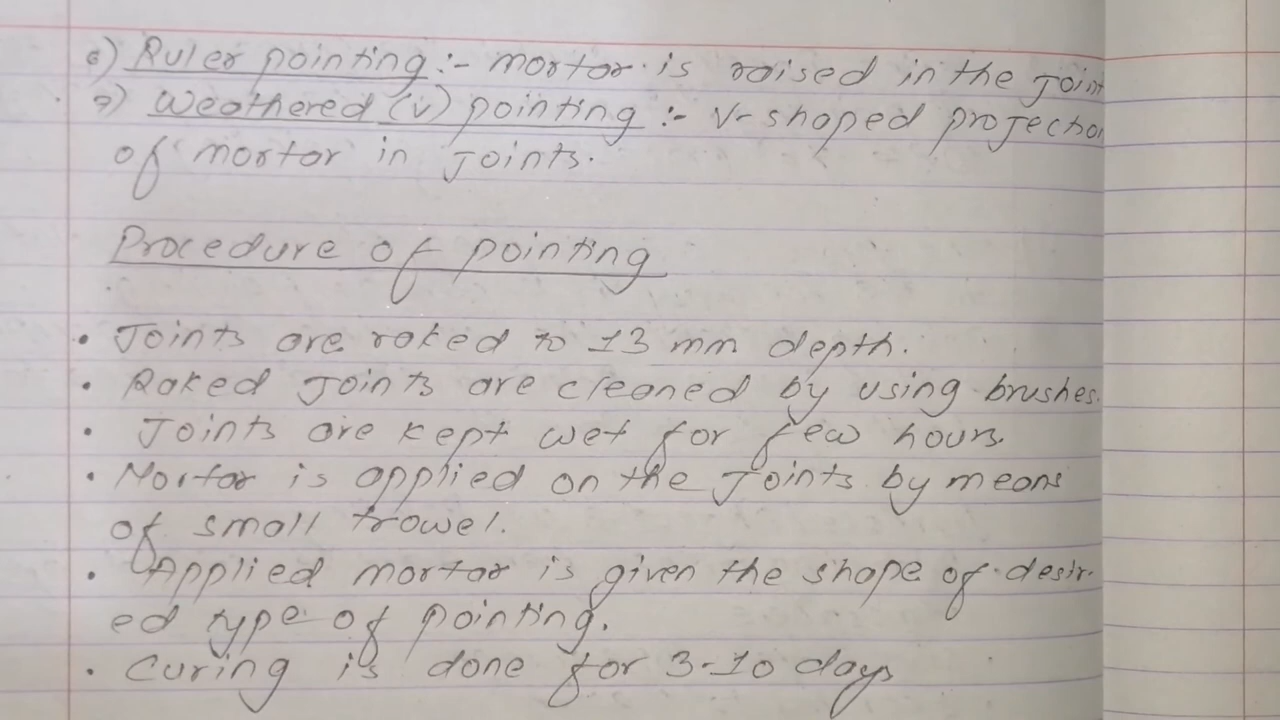 6) Ruler pointing :- mortar is raised in the Joint
7) Weathered (V) pointing :- V-shaped projection
of mortar in Joints.
Procedure of pointing
• Joints are raked to 13 mm depth.
• Raked Joints are cleaned by using brushes.
• Joints are kept wet for few hours.
• Mortar is applied on the Joints by means
of small trowel.
• Applied mortar is given the shape of desir-
ed type of pointing.
• Curing is done for 3-10 days